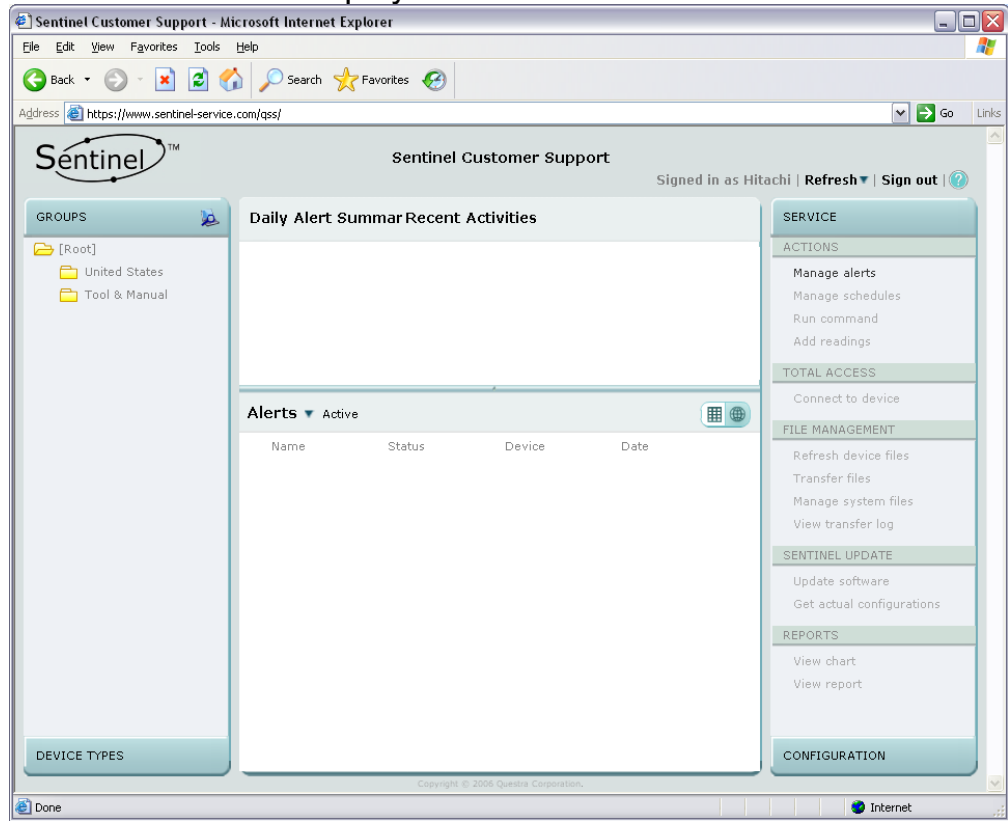 Sentinel Customer Support - Microsoft Internet Explorer
File Edit View Favorites Tools Help
Back Search Favorites
Address https://www.sentinel-service.com/qss/ Go Links
Sentinel™
Sentinel Customer Support
Signed in as Hitachi | Refresh | Sign out | ?
GROUPS
[Root]
United States
Tool & Manual
DEVICE TYPES
Daily Alert Summar Recent Activities
Alerts Active
Name Status Device Date
SERVICE
ACTIONS
Manage alerts
Manage schedules
Run command
Add readings
TOTAL ACCESS
Connect to device
FILE MANAGEMENT
Refresh device files
Transfer files
Manage system files
View transfer log
SENTINEL UPDATE
Update software
Get actual configurations
REPORTS
View chart
View report
CONFIGURATION
Copyright © 2006 Questra Corporation.
Done Internet